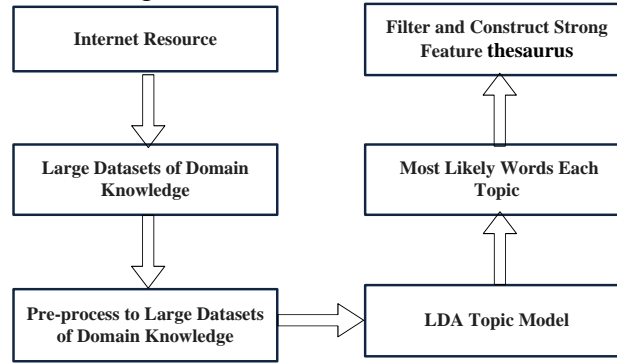 Internet Resource
Large Datasets of Domain
Knowledge
Pre-process to Large Datasets
of Domain Knowledge
LDA Topic Model
Most Likely Words Each
Topic
Filter and Construct Strong
Feature thesaurus